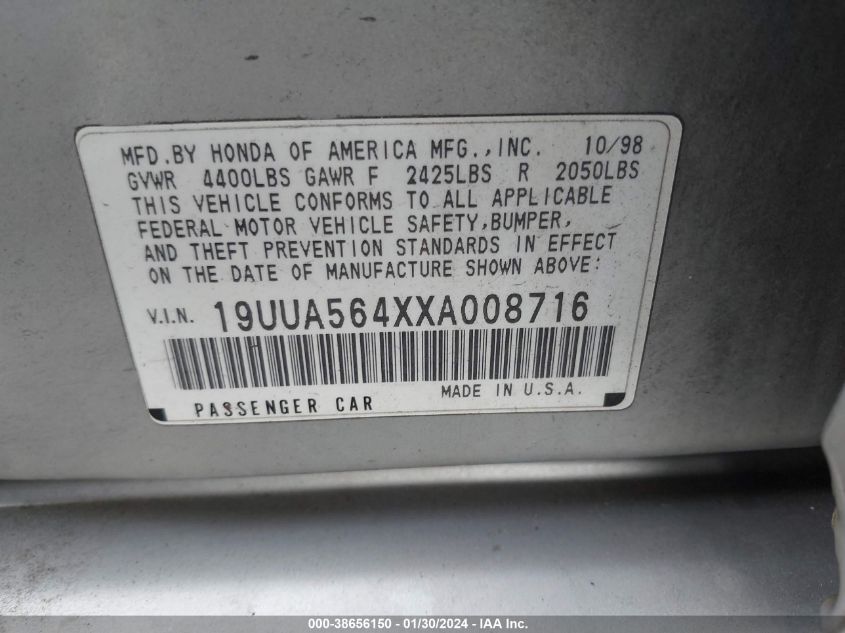 MFD.BY HONDA OF AMERICA MFG.,INC. 10/98
GVWR 4400LBS GAWR F 2425LBS R 2050LBS
THIS VEHICLE CONFORMS TO ALL APPLICABLE
FEDERAL MOTOR VEHICLE SAFETY,BUMPER,
AND THEFT PREVENTION STANDARDS IN EFFECT
ON THE DATE OF MANUFACTURE SHOWN ABOVE:
V.I.N. 19UUA564XXA008716
MADE IN U.S.A.
PASSENGER CAR
000-38656150 — 01/30/2024 - IAA Inc.